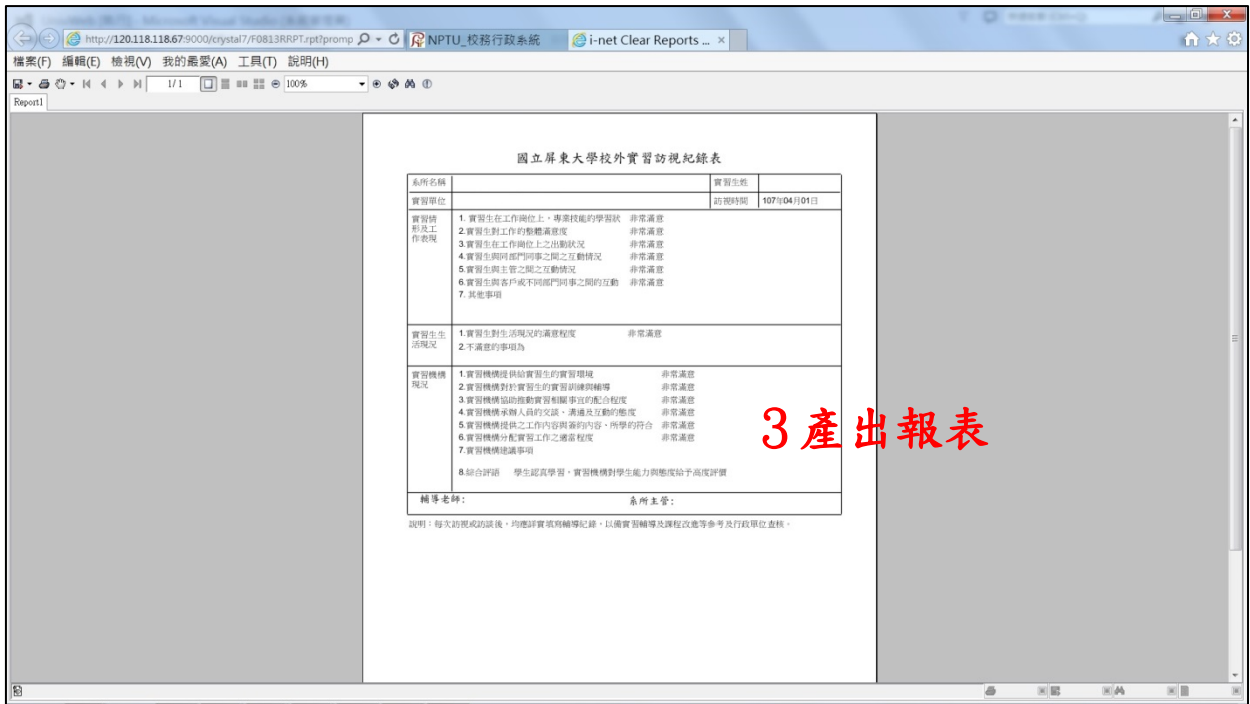 http://120.118.118.67:9000/crystal7/F0813RRPT.rpt?promp
NPTU_校務行政系統
i-net Clear Reports ...
檔案(F) 編輯(E) 檢視(V) 我的最愛(A) 工具(T) 說明(H)
1/1 100%
Report1
國立屏東大學校外實習訪視紀錄表
系所名稱 實習生姓
實習單位 訪視時間 107年04月01日
實習情形及工作表現
1. 實習生在工作崗位上，專業技能的學習狀 非常滿意
2.實習生對工作的整體滿意度 非常滿意
3.實習生在工作崗位上之出勤狀況 非常滿意
4.實習生與同部門同事之間之互動情況 非常滿意
5.實習生與主管之間之互動情況 非常滿意
6.實習生與客戶或不同部門同事之間的互動 非常滿意
7. 其他事項
實習生生活現況
1.實習生對生活現況的滿意程度 非常滿意
2.不滿意的事項為
實習機構現況
1.實習機構提供給實習生的實習環境 非常滿意
2.實習機構對於實習生的實習訓練與輔導 非常滿意
3.實習機構協助推動實習相關事宜的配合程度 非常滿意
4.實習機構承辦人員的交談、溝通及互動的態度 非常滿意
5.實習機構提供之工作內容與簽約內容、所學的符合 非常滿意
6.實習機構分配實習工作之適當程度 非常滿意
7.實習機構建議事項
8.綜合評語 學生認真學習，實習機構對學生能力與態度給予高度評價
輔導老師： 系所主管：
說明：每次訪視或訪談後，均應詳實填寫輔導記錄，以備實習輔導及課程改進等參考及行政單位查核。
3產出報表